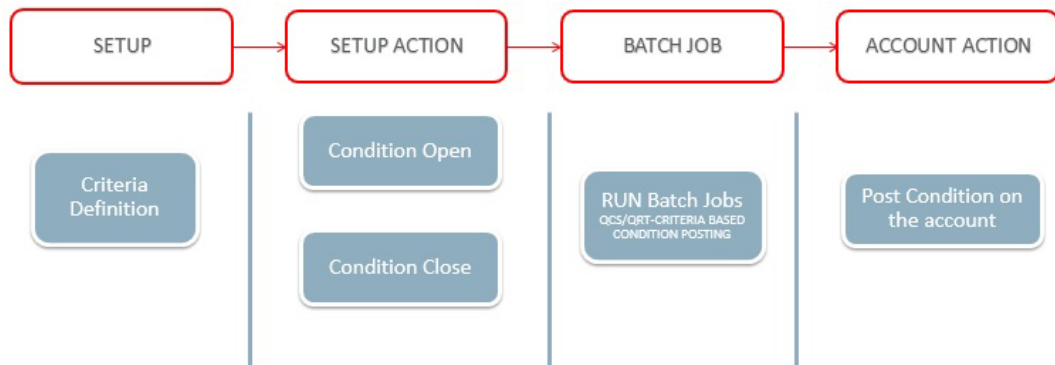 SETUP
SETUP ACTION
BATCH JOB
ACCOUNT ACTION
Criteria
Definition
Condition Open
Condition Close
RUN Batch Jobs
QCS/QRT-CRITERIA BASED
CONDITION POSTING
Post Condition on
the account